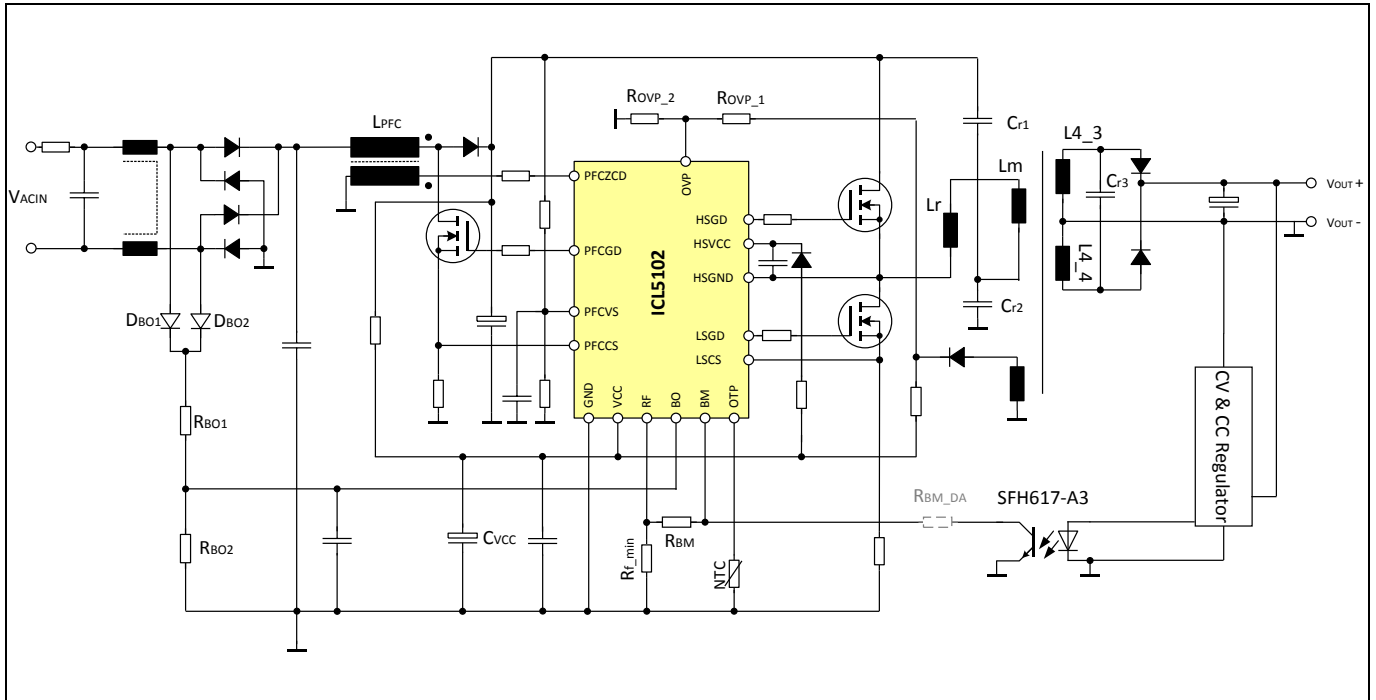 ROVP_2
ROVP_1
LPFC
Cr1
L4_3
VACIN
PFCZCD
OVP
Lm
Cr3
HSGD
Lr
VOUT +
VOUT -
PFCGD
HSVCC
ICL5102
HSGND
L4_4
DBO1
DBO2
PFCVS
Cr2
PFCCS
LSGD
LSCS
GND
VCC
RF
BO
BM
OTP
CV & CC Regulator
RBO1
RBM_DA
SFH617-A3
RBO2
CVCC
RBM
Rf_min
NTC